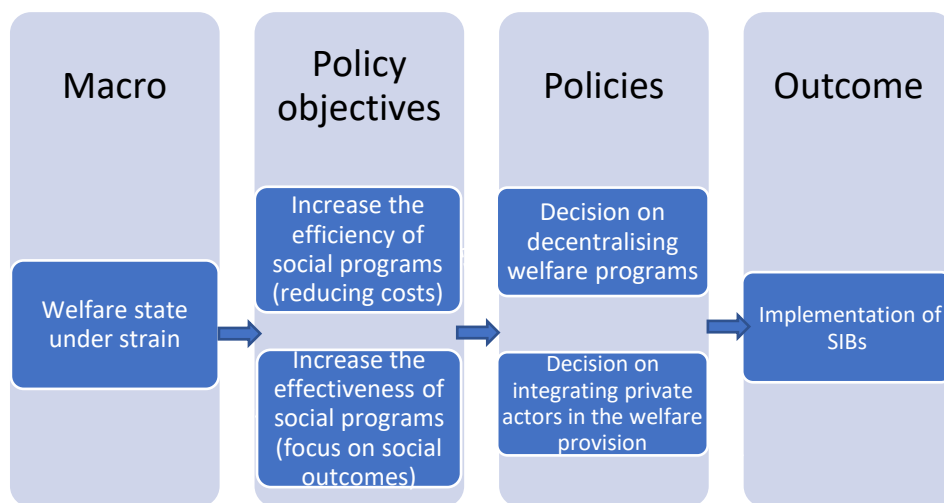 Macro
Welfare state
under strain
Policy
objectives
Increase the
efficiency of
social programs
(reducing costs)
Increase the
effectiveness of
social programs
(focus on social
outcomes)
Policies
Decision on
decentralising
welfare programs
Decision on
integrating private
actors in the welfare
provision
Outcome
Implementation of
SIBs